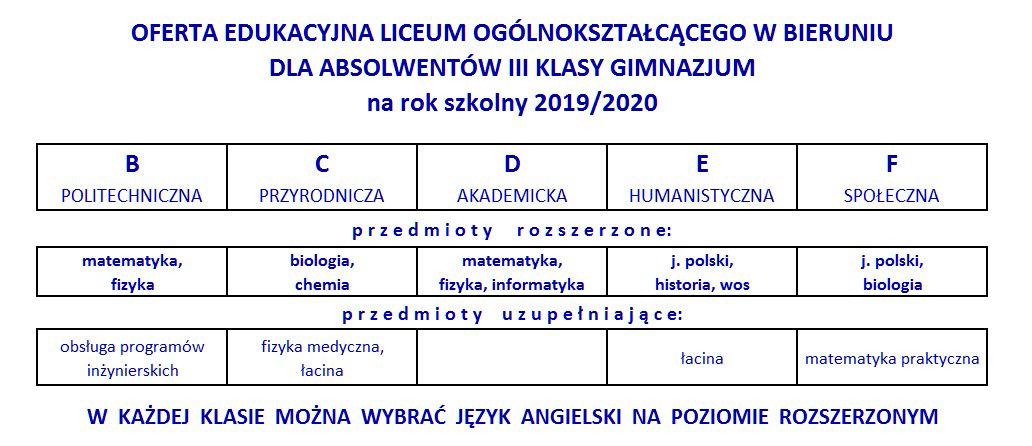 OFERTA EDUKACYJNA LICEUM OGÓLNOKSZTAŁCĄCEGO W BIERUNIU
DLA ABSOLWENTÓW III KLASY GIMNAZJUM
na rok szkolny 2019/2020
B C D E F
POLITECHNICZNA PRZYRODNICZA AKADEMICKA HUMANISTYCZNA SPOŁECZNA
przedmioty rozszerzone:
matematyka, biologia, matematyka, j. polski, j. polski,
fizyka chemia fizyka, informatyka historia, wos biologia
przedmioty uzupełniające:
obsługa programów fizyka medyczna, łacina matematyka praktyczna
inżynierskich łacina
W KAŻDEJ KLASIE MOŻNA WYBRAĆ JĘZYK ANGIELSKI NA POZIOMIE ROZSZERZONYM